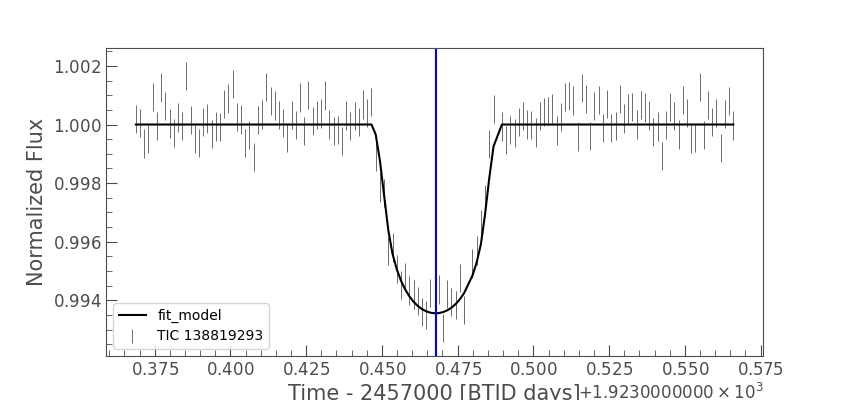 1.002
1.000
0.998
0.996
0.994
Normalized Flux
fit_model
TIC 138819293
0.375 0.400 0.425 0.450 0.475 0.500 0.525 0.550 0.575
Time - 2457000 [BTJD days] +1.9230000000 × 10³